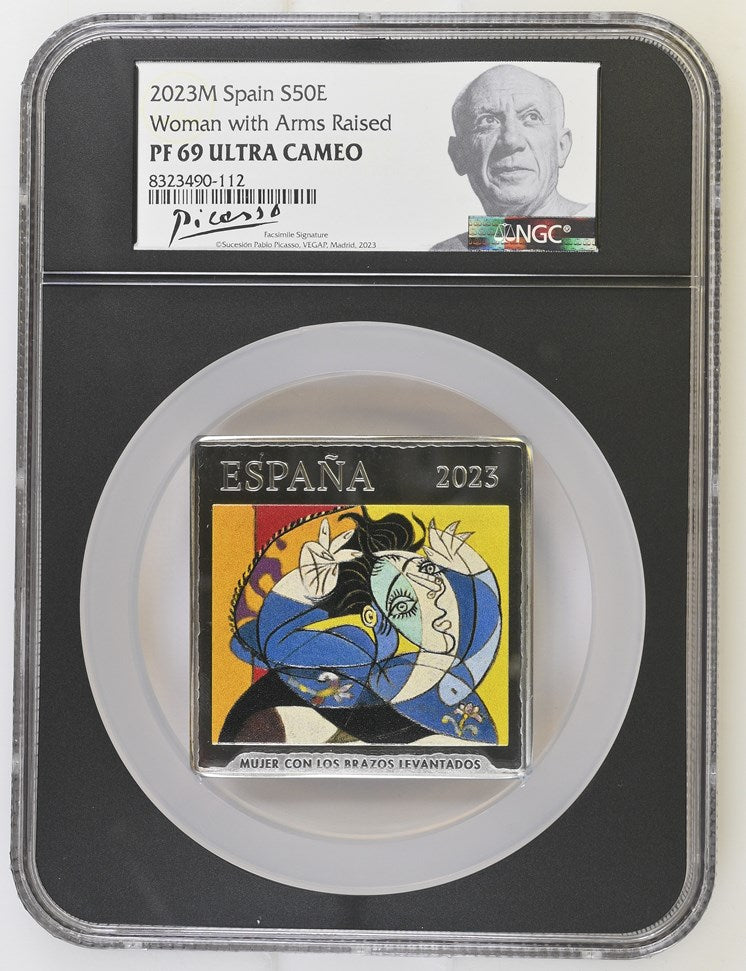 2023M Spain S50E
Woman with Arms Raised
PF 69 ULTRA CAMEO
8323490-112
Picasso
Facsimile Signature
©Sucesión Pablo Picasso, VEGAP, Madrid, 2023
NGC®
ESPAÑA 2023
MUJER CON LOS BRAZOS LEVANTADOS